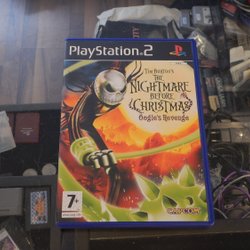 PlayStation 2
Tim Burton's
THE
NIGHTMARE
BEFORE
CHRISTMAS
Oogie's Revenge
7+
CAPCOM